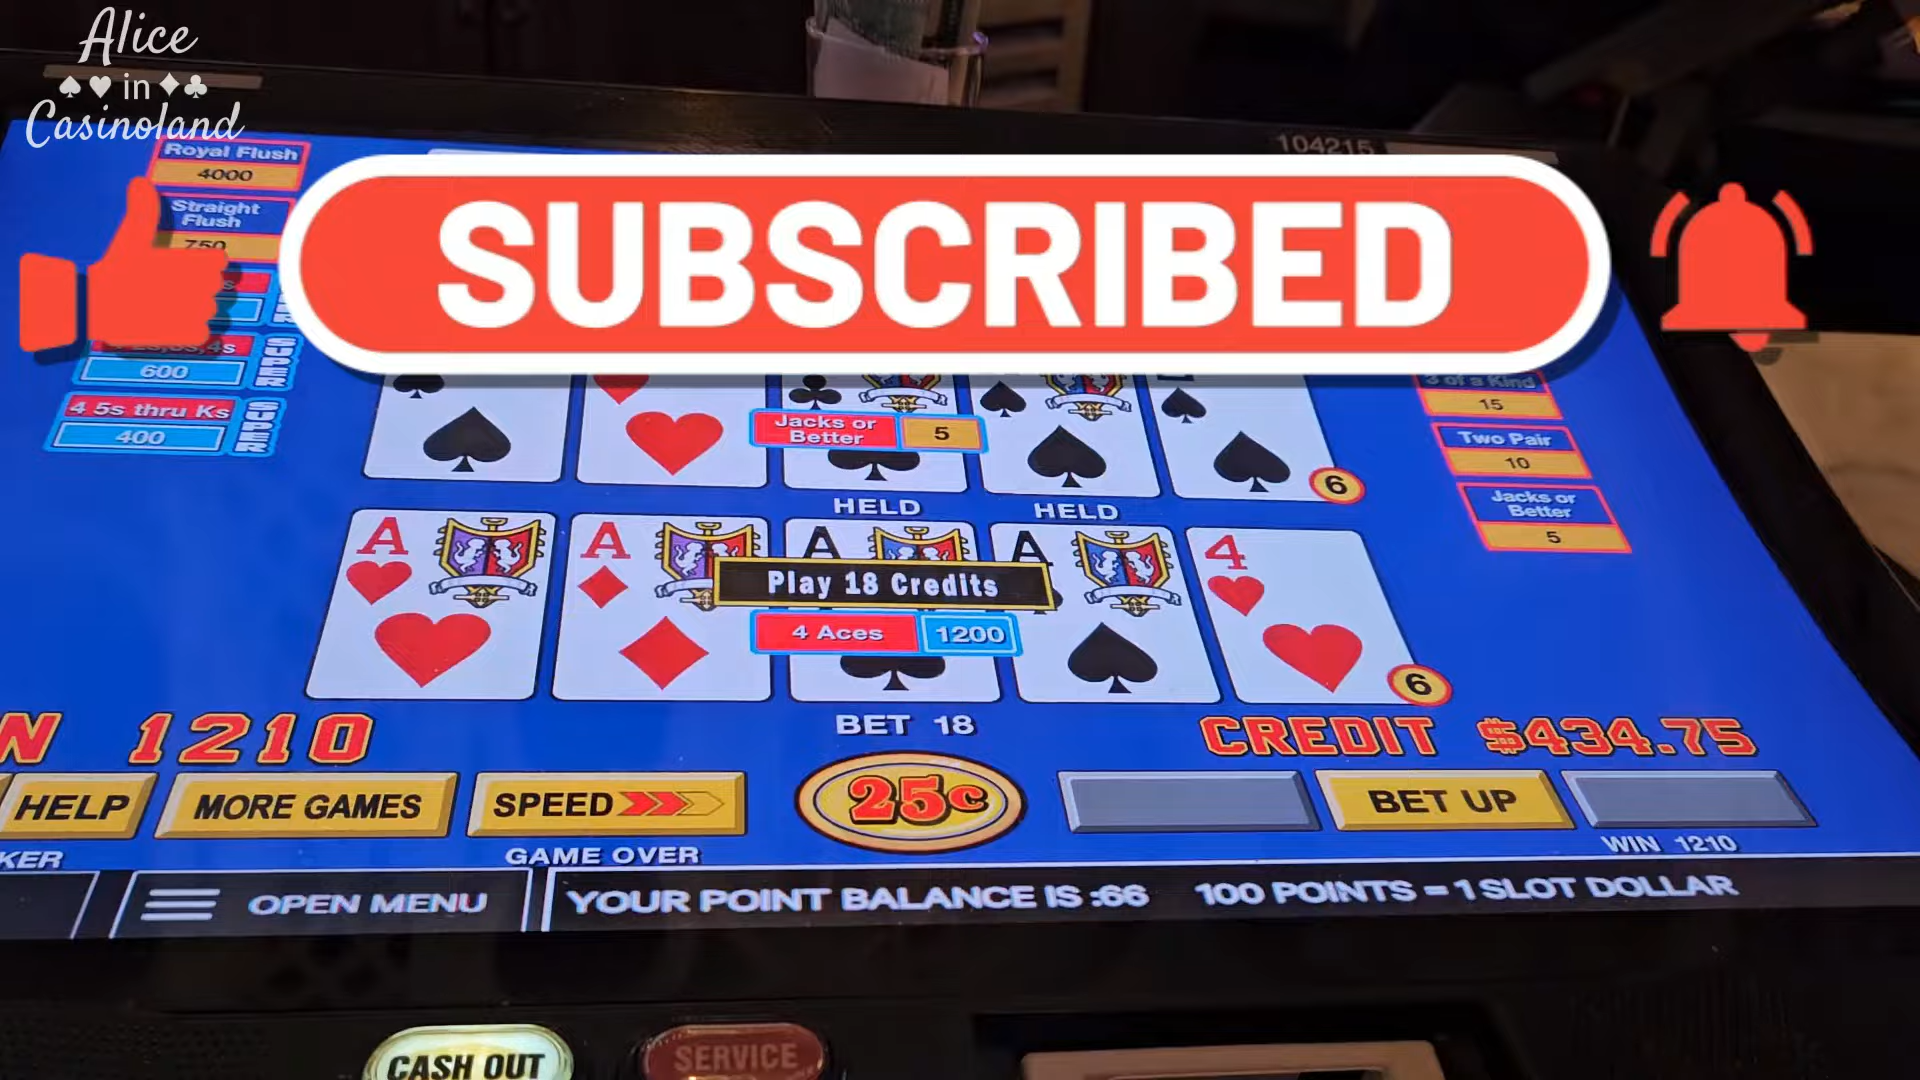 Alice
in
Casinoland
104215
Royal Flush
4000
Straight
Flush
750
SUBSCRIBED
600
SUPER
4 5s thru Ks
400
SUPER
3 of a Kind
15
Two Pair
10
Jacks or
Better
5
Jacks or
Better
5
6
HELD
HELD
A
A
A
A
4
Play 18 Credits
4 Aces
1200
6
1210
BET 18
CREDIT $434.75
HELP
MORE GAMES
SPEED
25¢
BET UP
GAME OVER
WIN 1210
OPEN MENU
YOUR POINT BALANCE IS :66
100 POINTS = 1 SLOT DOLLAR
CASH OUT
SERVICE